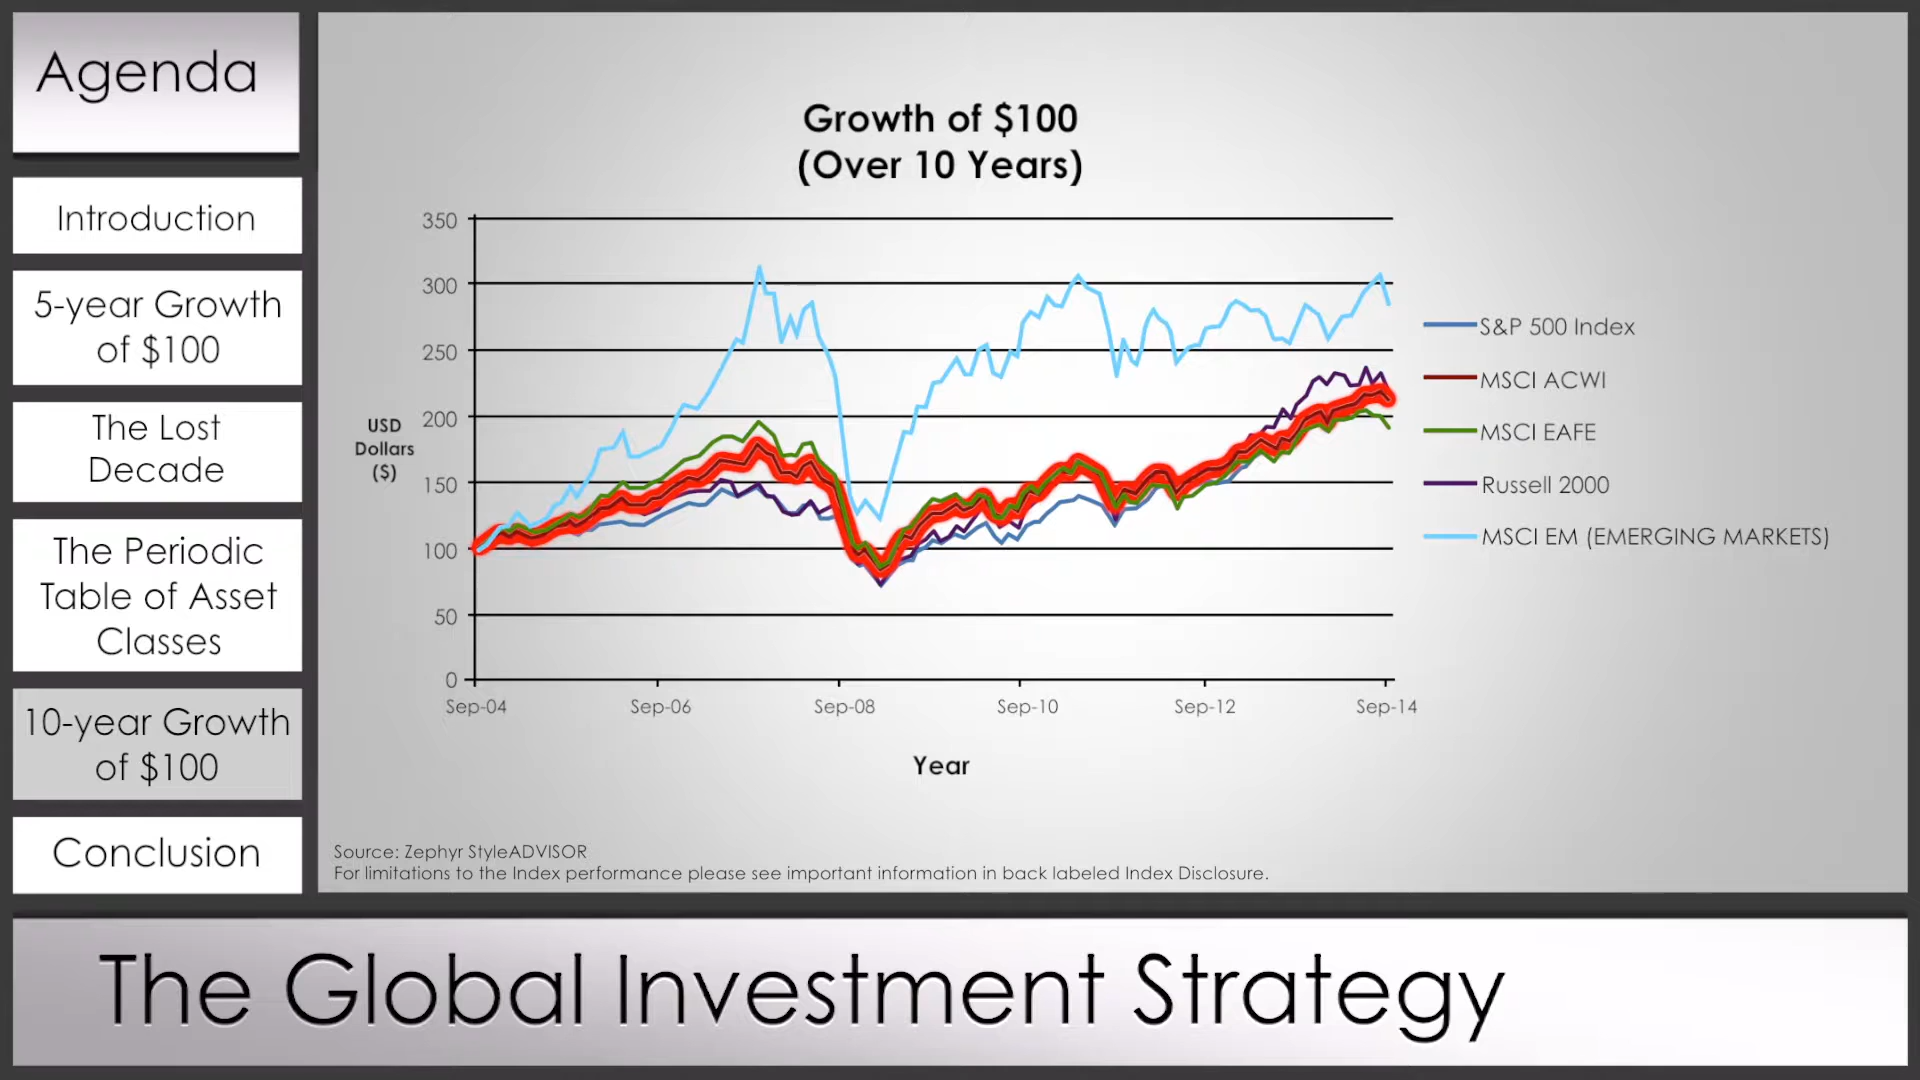 Agenda
Introduction
5-year Growth
of $100
The Lost
Decade
The Periodic
Table of Asset
Classes
10-year Growth
of $100
Conclusion
Growth of $100
(Over 10 Years)
USD
Dollars
($)
350
300
250
200
150
100
50
0
Sep-04
Sep-06
Sep-08
Sep-10
Sep-12
Sep-14
Year
S&P 500 Index
MSCI ACWI
MSCI EAFE
Russell 2000
MSCI EM (EMERGING MARKETS)
Source: Zephyr StyleADVISOR
For limitations to the Index performance please see important information in back labeled Index Disclosure.
The Global Investment Strategy